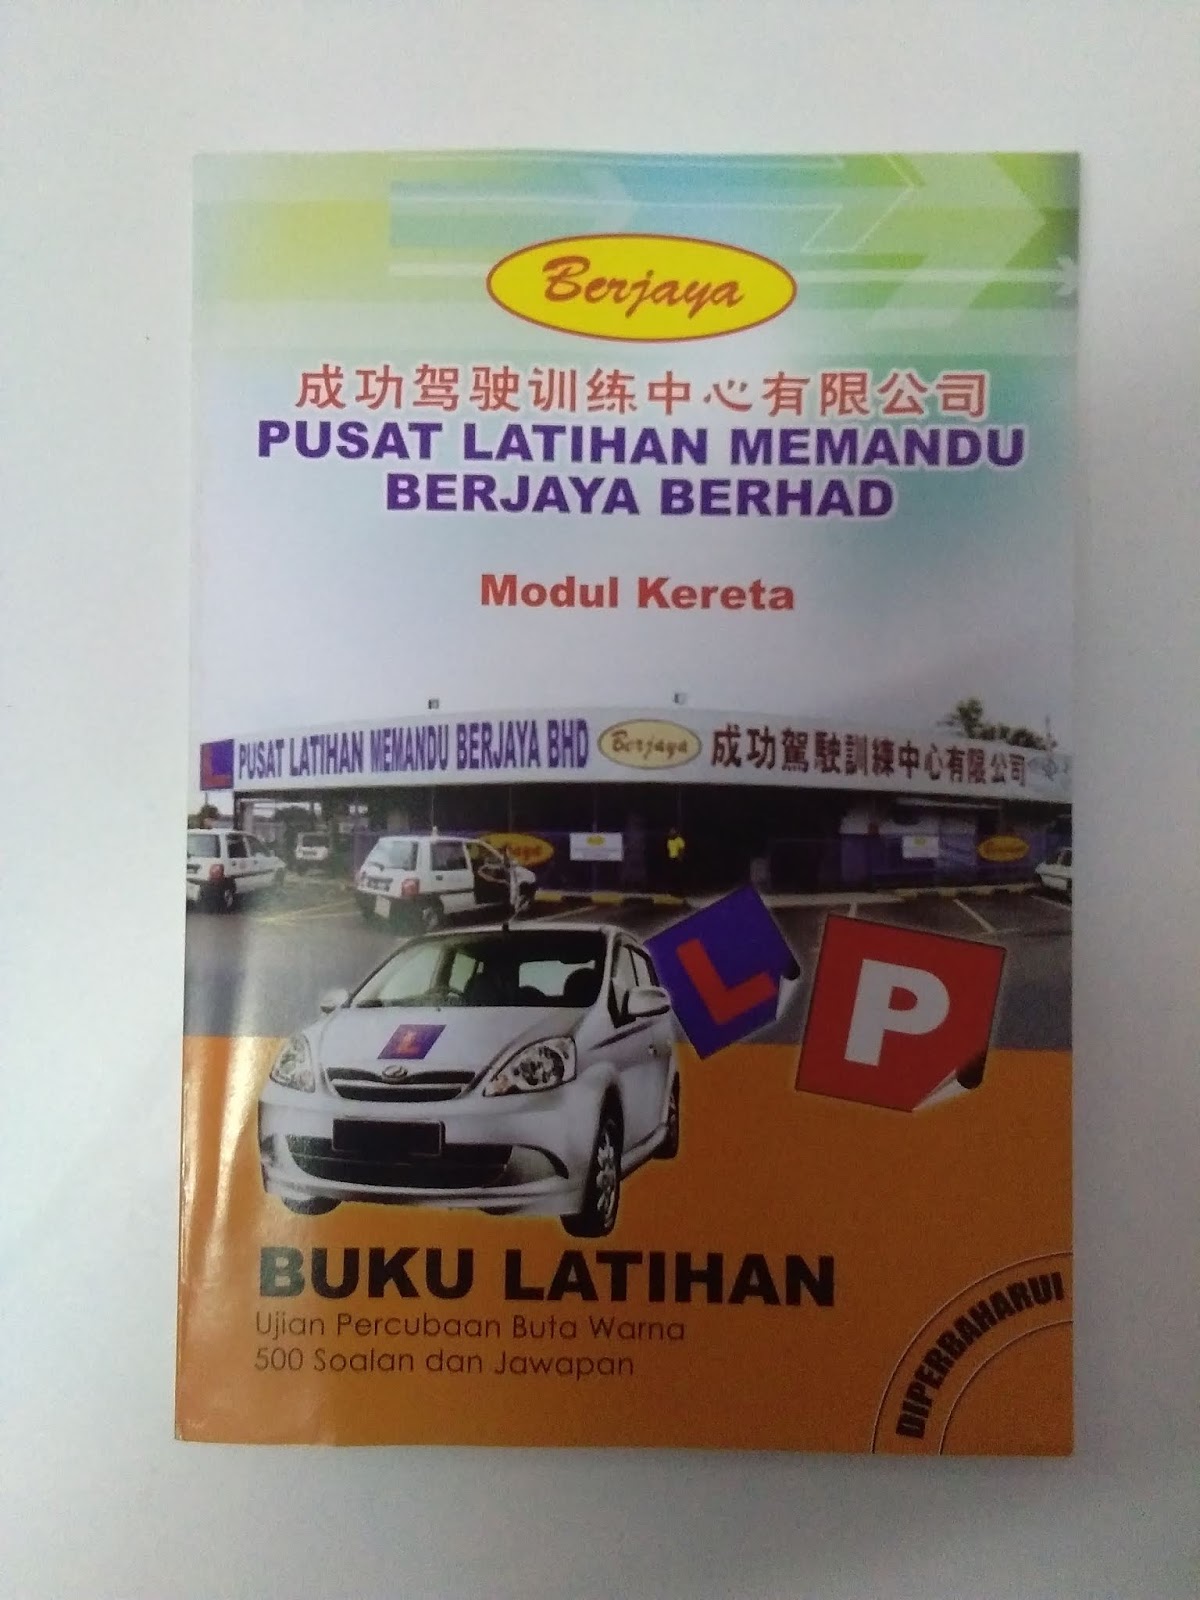 Berjaya
成功驾驶训练中心有限公司
PUSAT LATIHAN MEMANDU
BERJAYA BERHAD
Modul Kereta
L PUSAT LATIHAN MEMANDU BERJAYA BHD Berjaya 成功駕駛訓練中心有限公司
L
P
L
BUKU LATIHAN
Ujian Percubaan Buta Warna
500 Soalan dan Jawapan
DIPERBAHARUI